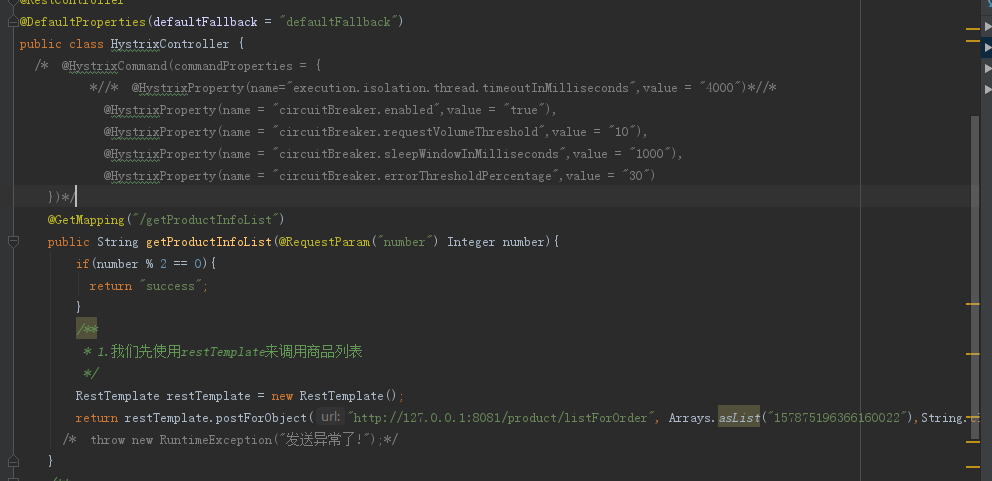 @RestController
@DefaultProperties(defaultFallback = "defaultFallback")
public class HystrixController {
/*  @HystrixCommand(commandProperties = {
*//*  @HystrixProperty(name="execution.isolation.thread.timeoutInMilliseconds",value = "4000")*//*
@HystrixProperty(name = "circuitBreaker.enabled",value = "true"),
@HystrixProperty(name = "circuitBreaker.requestVolumeThreshold",value = "10"),
@HystrixProperty(name = "circuitBreaker.sleepWindowInMilliseconds",value = "1000"),
@HystrixProperty(name = "circuitBreaker.errorThresholdPercentage",value = "30")
})*/
@GetMapping("/getProductInfoList")
public String getProductInfoList(@RequestParam("number") Integer number){
if(number % 2 == 0){
return "success";
}
/**
* 1.我们先使用restTemplate来调用商品列表
*/
RestTemplate restTemplate = new RestTemplate();
return restTemplate.postForObject( url: "http://127.0.0.1:8081/product/listForOrder", Arrays.asList("157875196366160022"),String.
/*  throw new RuntimeException("发送异常了!");*/
}